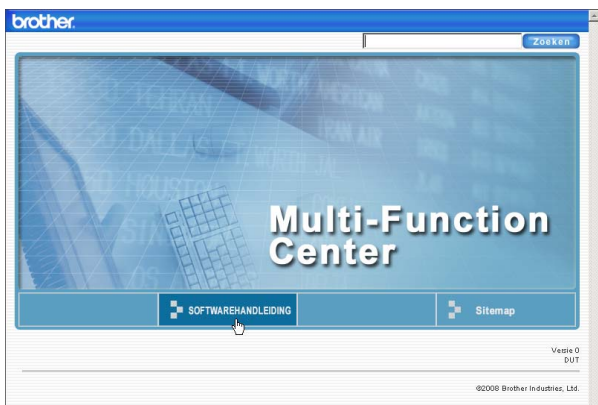 brother.
Zoeken
Multi-Function
Center
SOFTWAREHANDLEIDING
Sitemap
Versie 0
DUT
©2008 Brother Industries, Ltd.